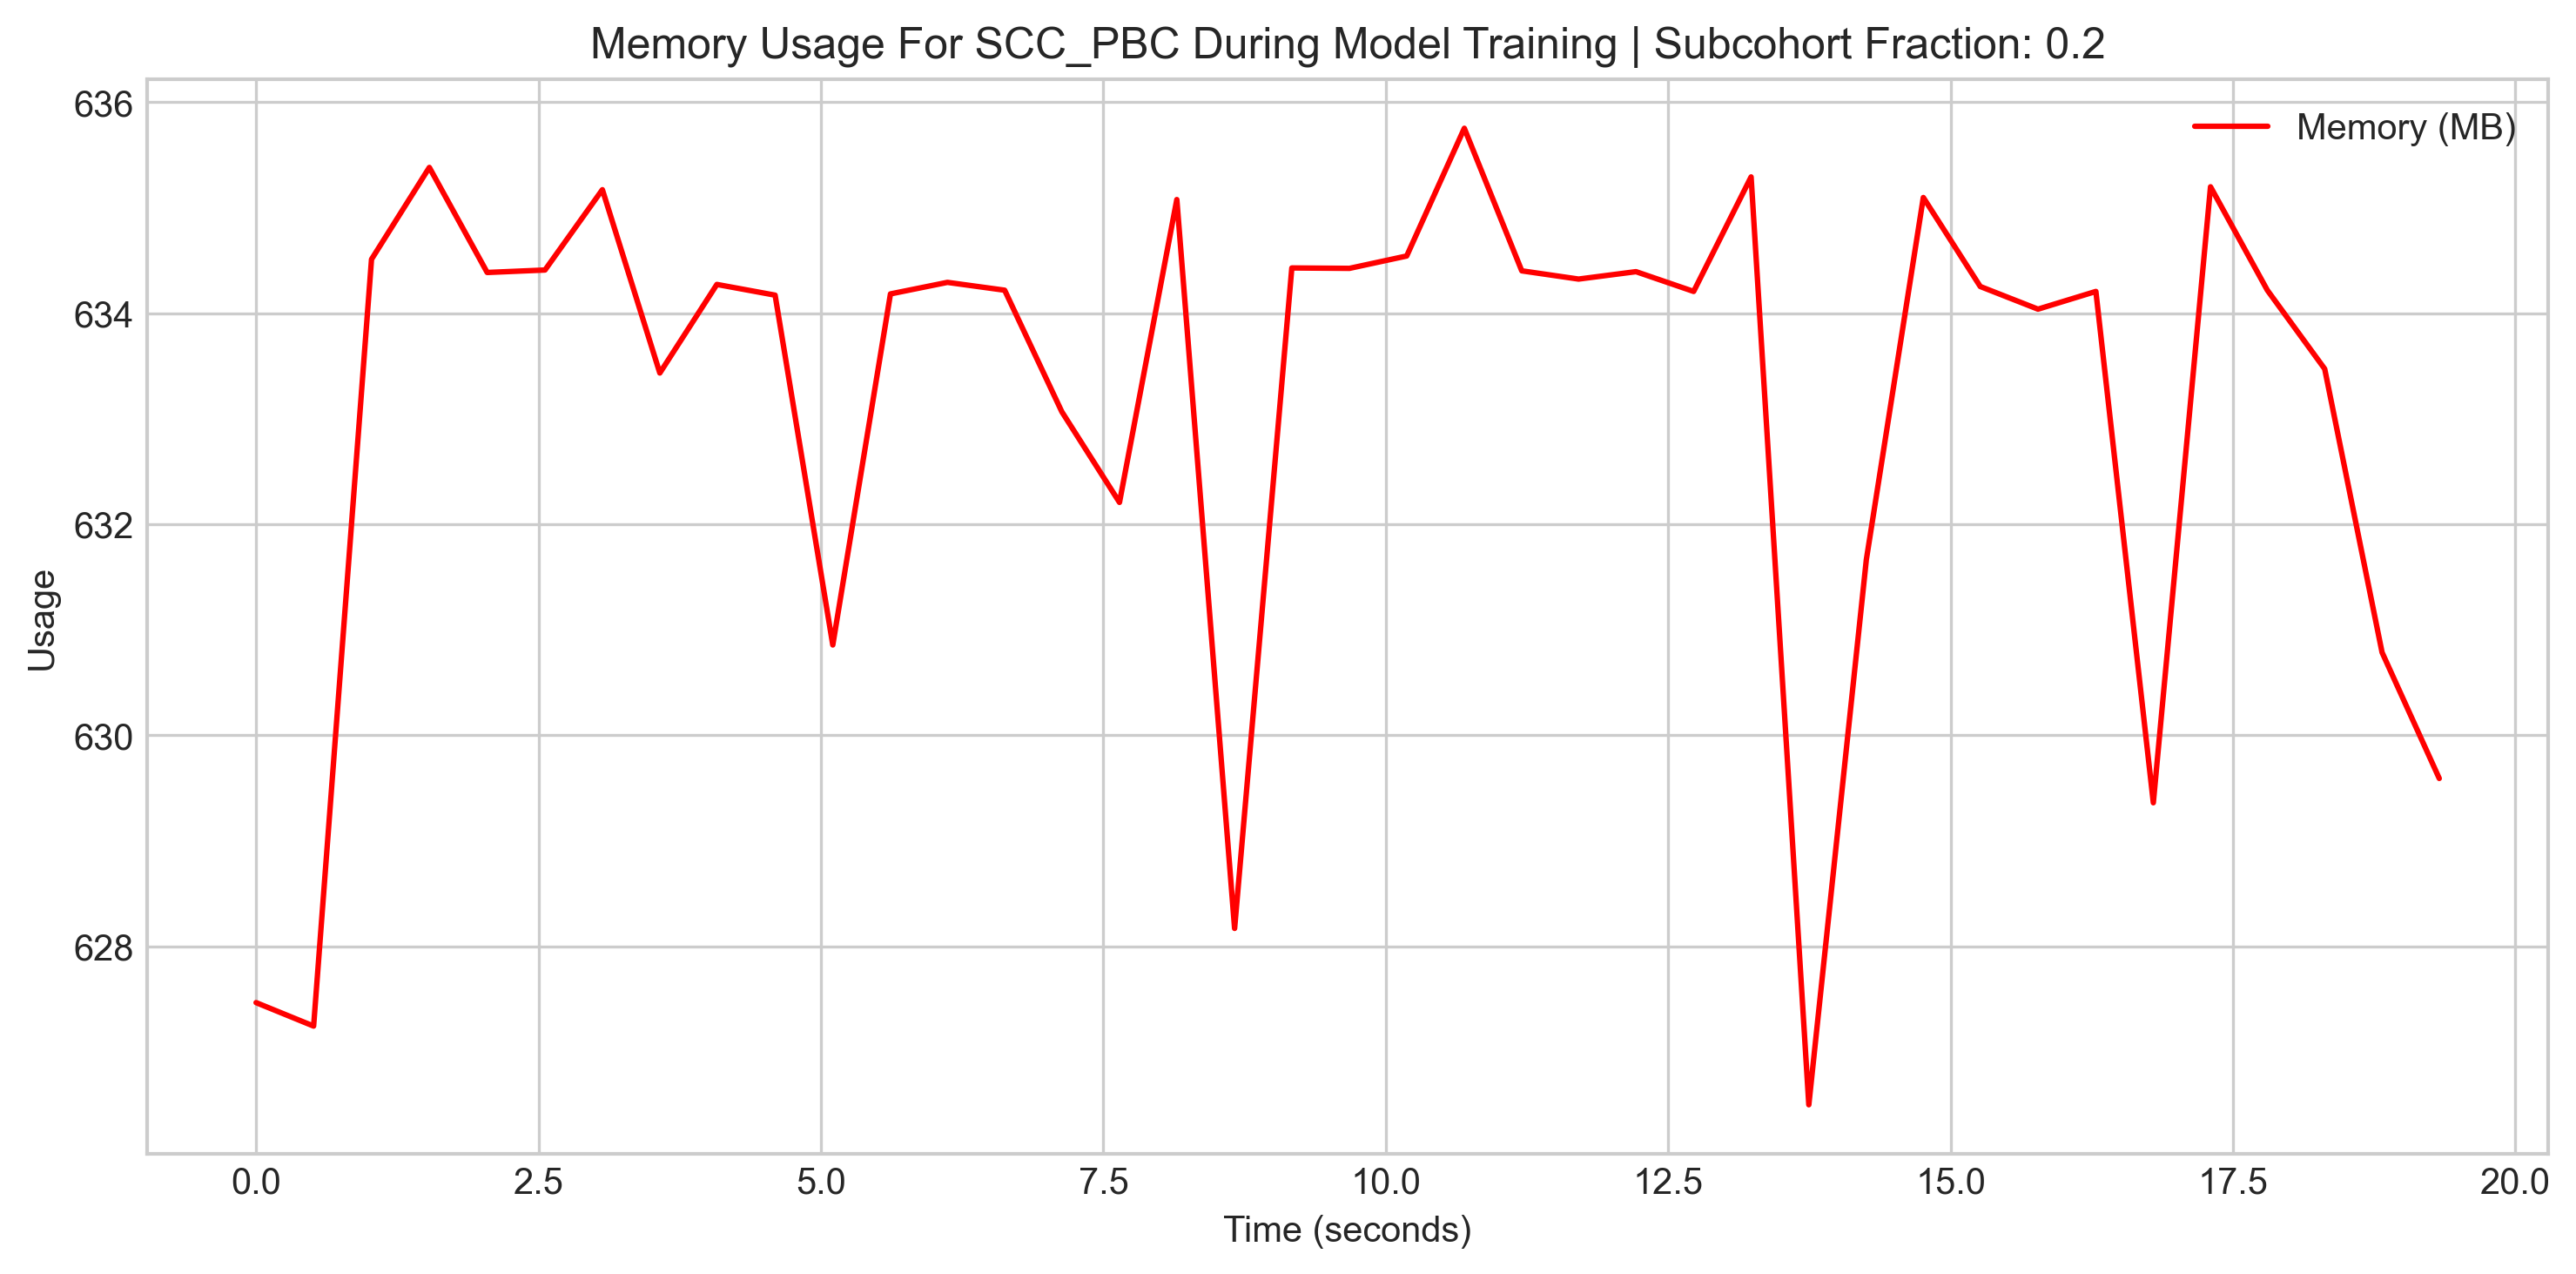 Memory Usage For SCC_PBC During Model Training | Subcohort Fraction: 0.2
Memory (MB)
636
634
632
630
628
Usage
0.0 2.5 5.0 7.5 10.0 12.5 15.0 17.5 20.0
Time (seconds)